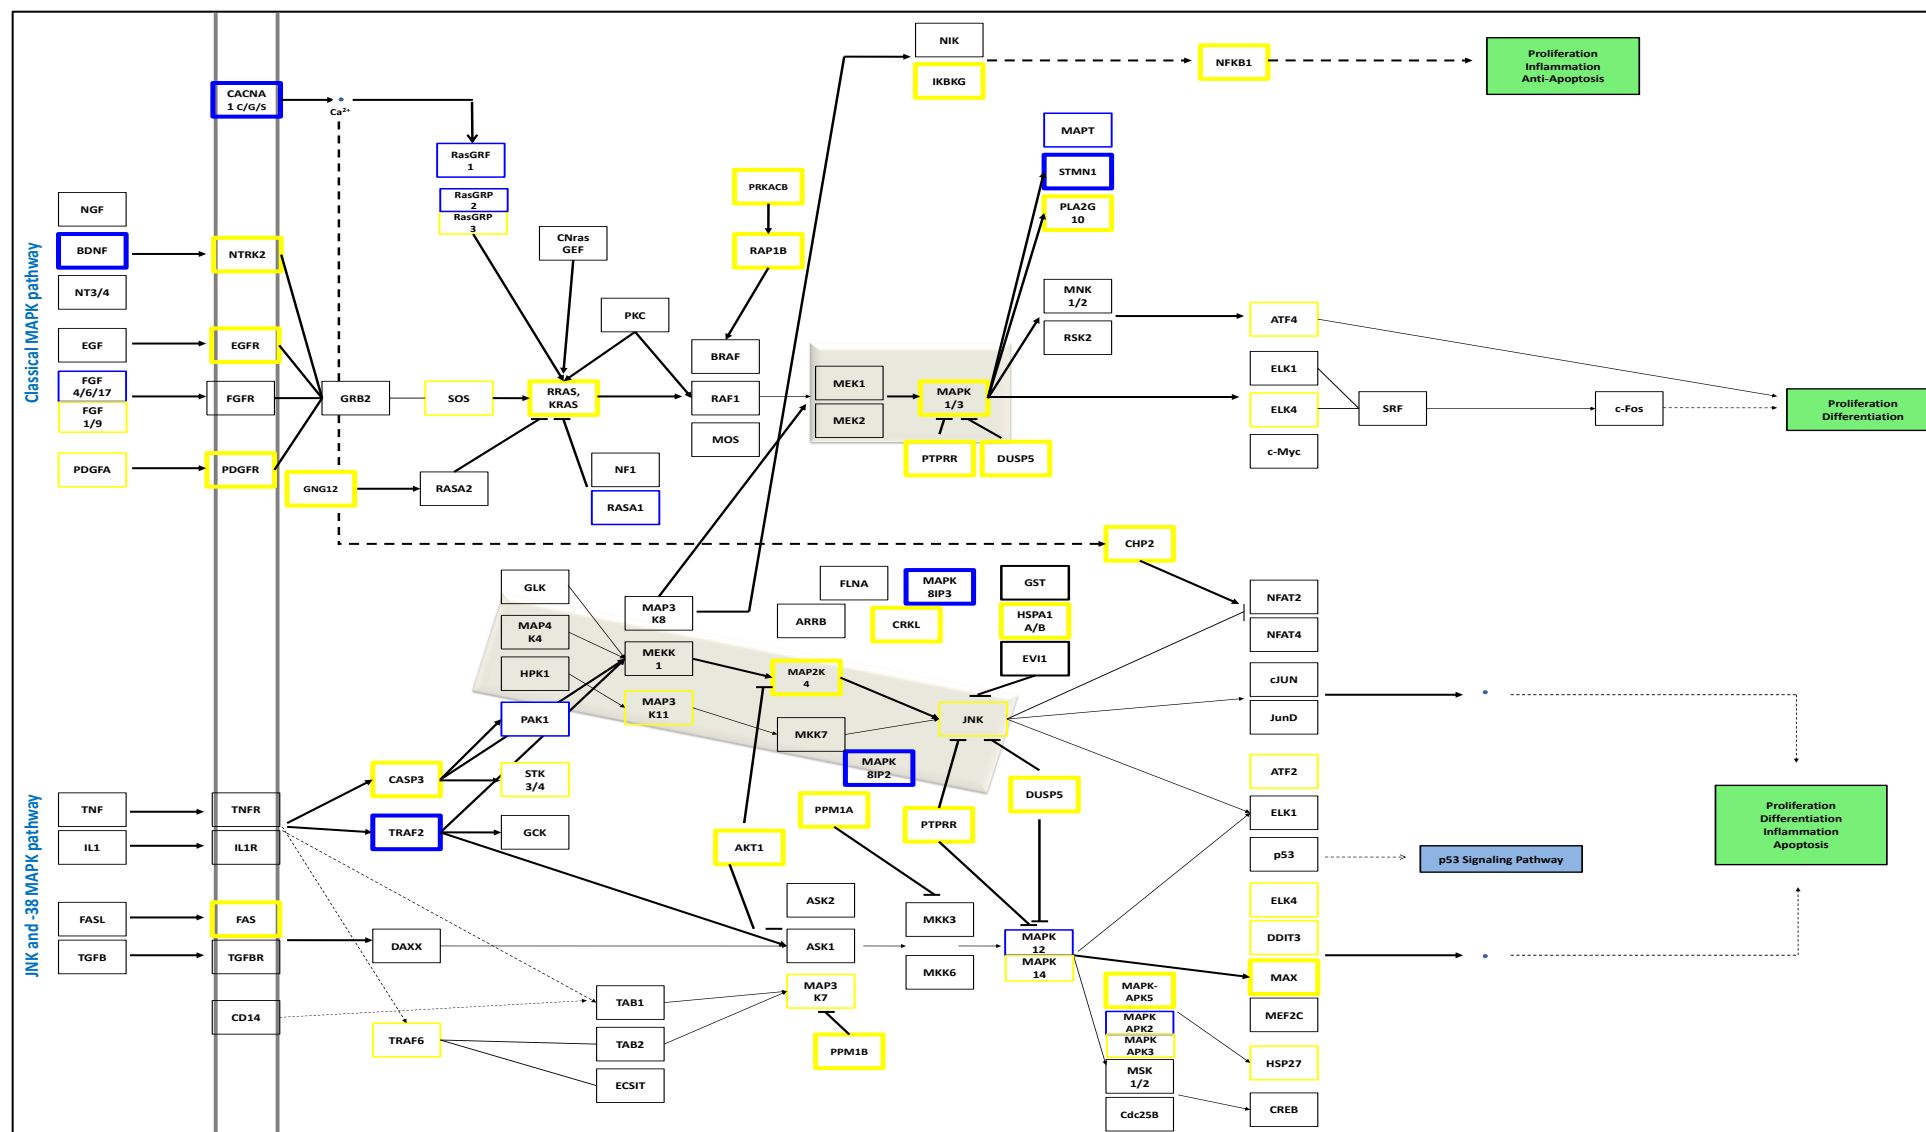 Classical MAPK pathway
JNK and -38 MAPK pathway
CACNA
1 C/G/S
Ca²⁺
NGF
BDNF
NT3/4
EGF
FGF
4/6/17
FGF
1/9
PDGFA
NTRK2
EGFR
FGFR
PDGFR
GRB2
GNG12
SOS
RASA2
RasGRF
1
RasGRP
2
RasGRP
3
CNras
GEF
PKC
RRAS,
KRAS
NF1
RASA1
PRKACB
RAP1B
BRAF
RAF1
MOS
MEK1
MEK2
MAPK
1/3
PTPRR
DUSP5
NIK
IKBKG
NFKB1
Proliferation
Inflammation
Anti-Apoptosis
MAPT
STMN1
PLA2G
10
MNK
1/2
RSK2
ATF4
ELK1
ELK4
c-Myc
SRF
c-Fos
Proliferation
Differentiation
CHP2
GLK
MAP4
K4
HPK1
MAP3
K8
MEKK
1
MAP3
K11
PAK1
STK
3/4
GCK
CASP3
TRAF2
TNF
IL1
TNFR
IL1R
FASL
TGFB
FAS
TGFBR
CD14
DAXX
TRAF6
TAB1
TAB2
ECSIT
FLNA
ARRB
MAPK
8IP3
CRKL
GST
HSPA1
A/B
EVI1
MAP2K
4
MKK7
JNK
MAPK
8IP2
PPM1A
PTPRR
DUSP5
AKT1
ASK2
ASK1
MAP3
K7
PPM1B
MKK3
MKK6
MAPK
12
MAPK
14
MAPK-
APK5
MAPK
APK2
MAPK
APK3
MSK
1/2
Cdc25B
NFAT2
NFAT4
cJUN
JunD
ATF2
ELK1
p53
p53 Signaling Pathway
ELK4
DDIT3
MAX
MEF2C
HSP27
CREB
Proliferation
Differentiation
Inflammation
Apoptosis